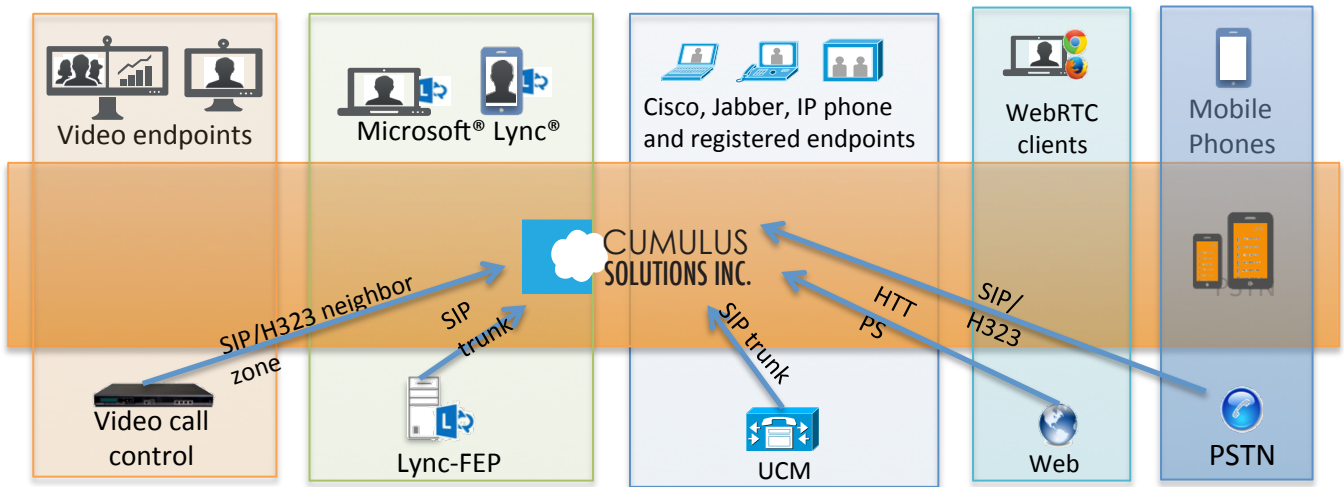 Video endpoints
Microsoft® Lync®
Cisco, Jabber, IP phone
and registered endpoints
WebRTC
clients
Mobile
Phones
CUMULUS
SOLUTIONS INC.
SIP/H323 neighbor
zone
SIP
trunk
SIP trunk
HTT
PS
SIP/
H323
PSTN
Video call
control
Lync-FEP
UCM
Web
PSTN